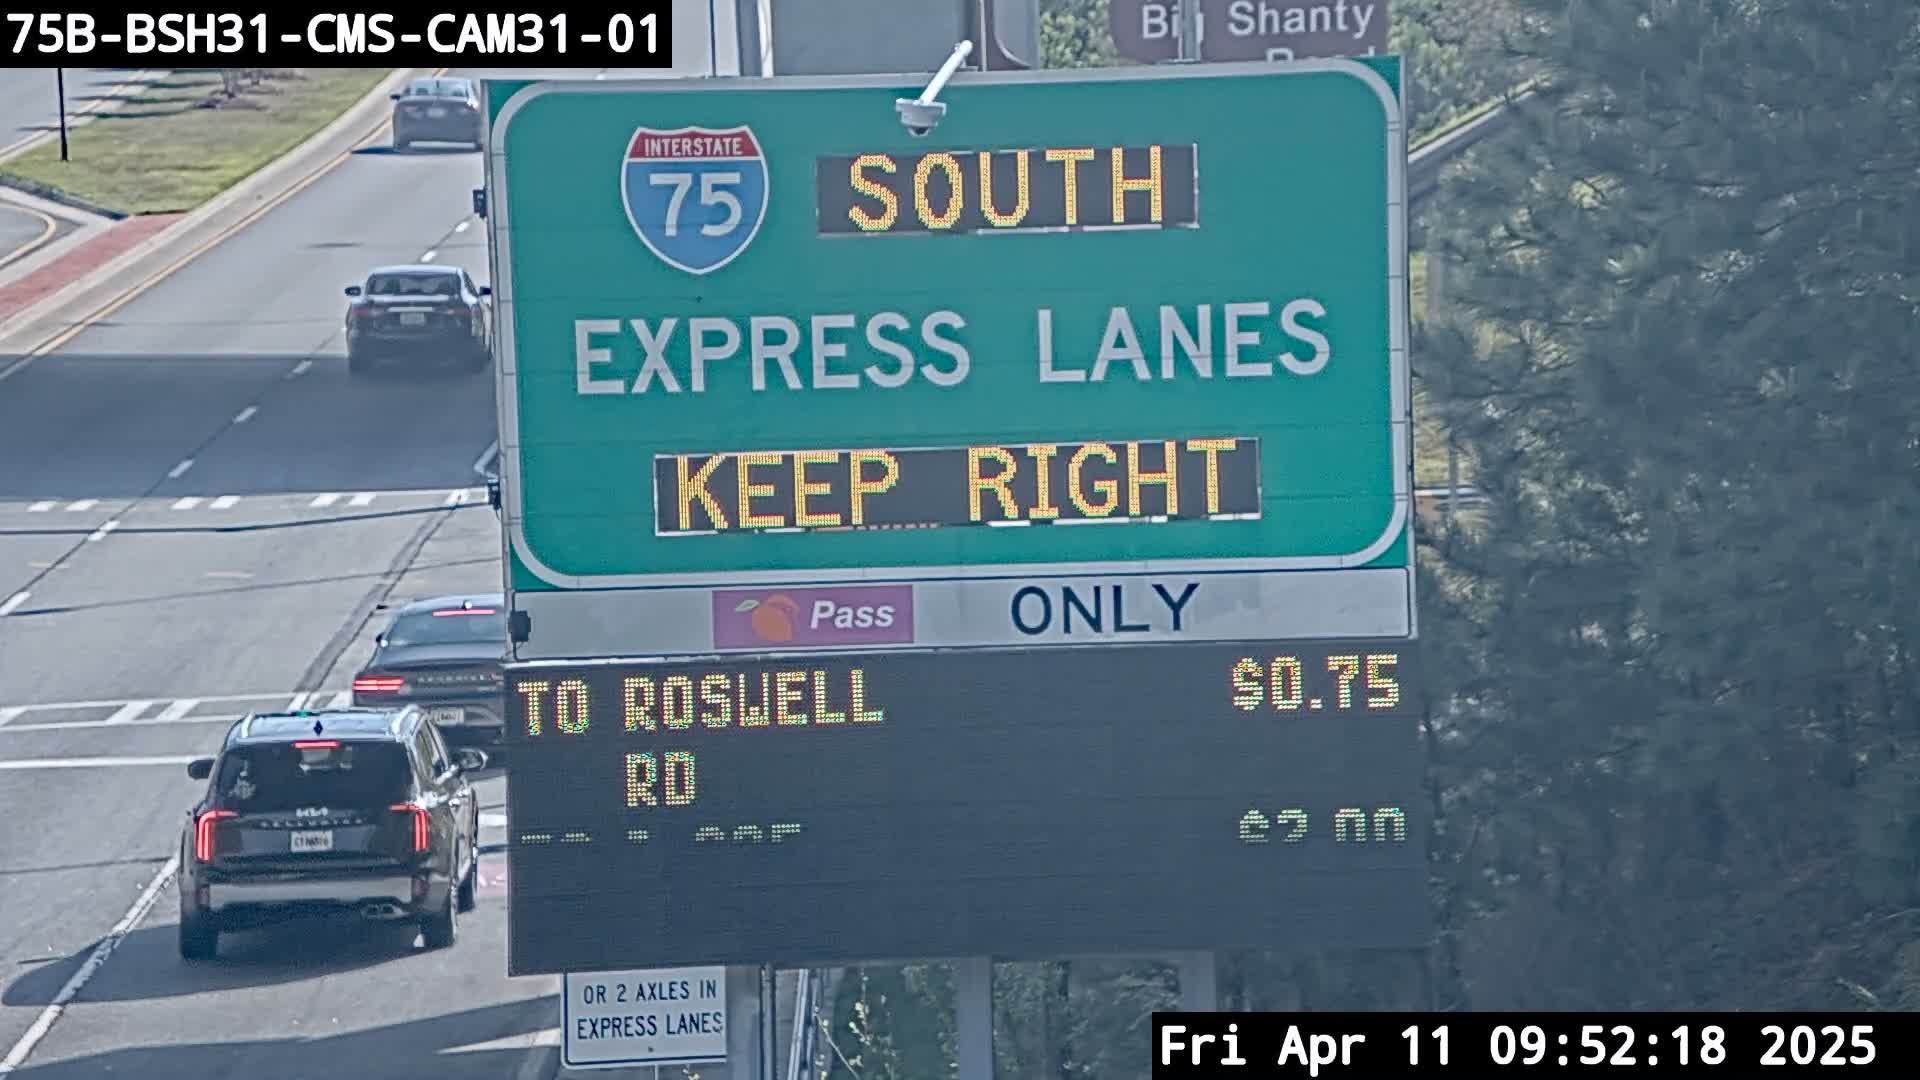 75B-BSH31-CMS-CAM31-01
Big Shanty
Road
INTERSTATE
75
SOUTH
EXPRESS LANES
KEEP RIGHT
Pass
ONLY
TO ROSWELL $0.75
RD
OR 2 AXLES IN
EXPRESS LANES
Fri Apr 11 09:52:18 2025